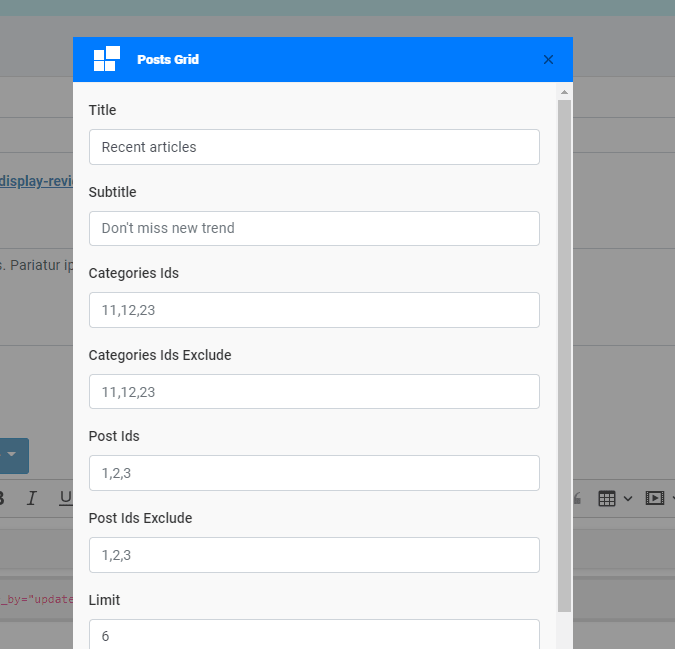 Posts Grid
×
Title
Recent articles
display-revi
Subtitle
Don't miss new trend
s. Pariatur ip
Categories Ids
11,12,23
Categories Ids Exclude
11,12,23
Post Ids
1,2,3
B I U
Post Ids Exclude
1,2,3
_by="update
Limit
6